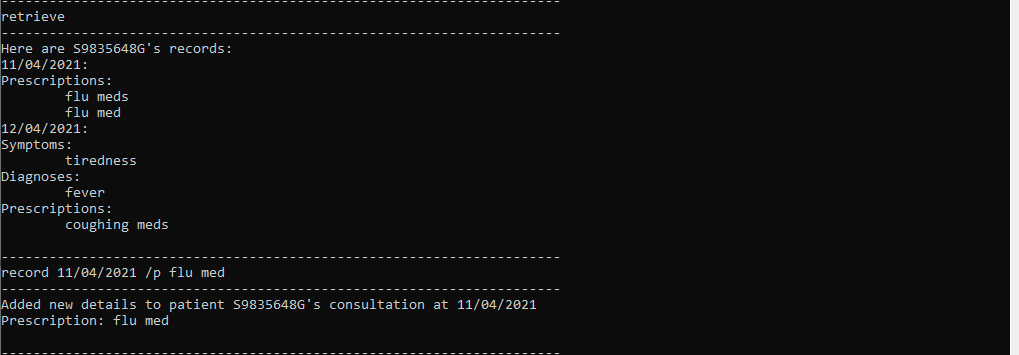 ------------------------------------------------------------------------
retrieve
------------------------------------------------------------------------
Here are S9835648G's records:
11/04/2021:
Prescriptions:
        flu meds
        flu med
12/04/2021:
Symptoms:
        tiredness
Diagnoses:
        fever
Prescriptions:
        coughing meds

------------------------------------------------------------------------
record 11/04/2021 /p flu med
------------------------------------------------------------------------
Added new details to patient S9835648G's consultation at 11/04/2021
Prescription: flu med

------------------------------------------------------------------------